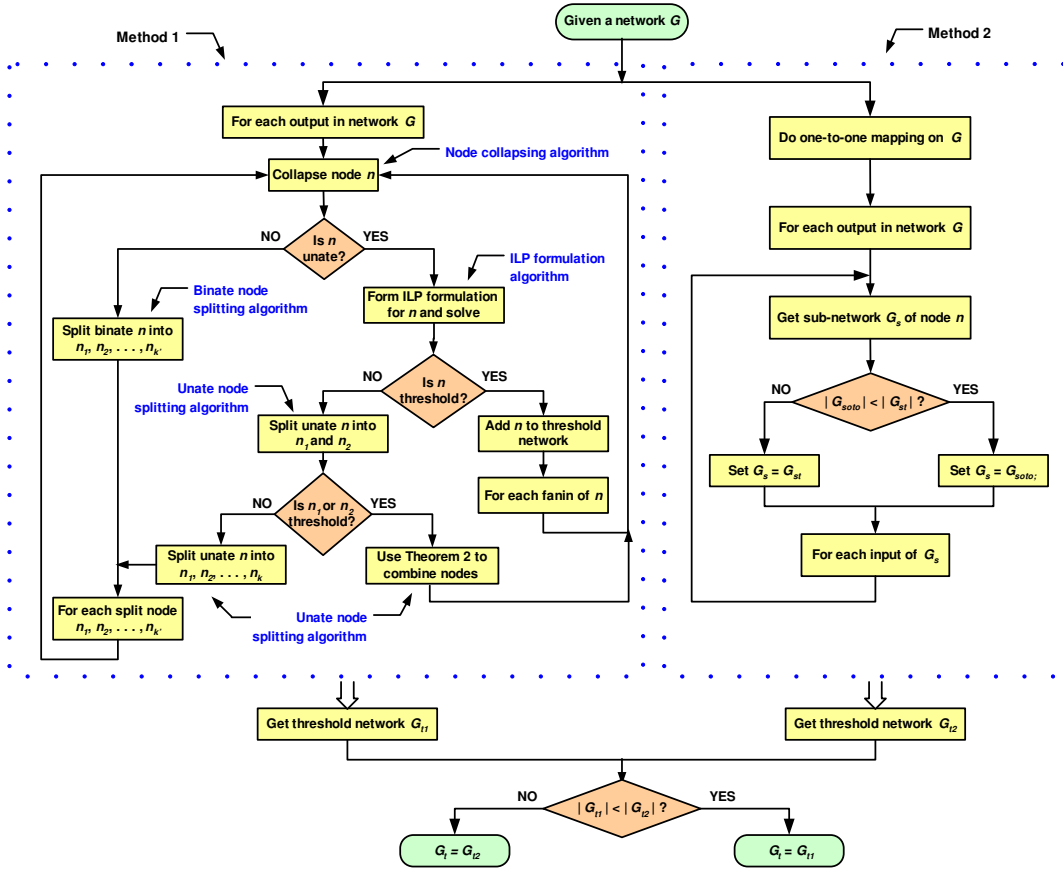 Given a network G
Method 1
Method 2
For each output in network G
Node collapsing algorithm
Collapse node n
Is n
unate?
NO
YES
ILP formulation
algorithm
Binate node
splitting algorithm
Form ILP formulation
for n and solve
Split binate n into
n1, n2, . . . , nk.
Is n
threshold?
NO
YES
Unate node
splitting algorithm
Split unate n into
n1 and n2
Add n to threshold
network
For each fanin of n
Is n1 or n2
threshold?
NO
YES
Split unate n into
n1, n2, . . . , nk
Use Theorem 2 to
combine nodes
For each split node
n1, n2, . . . , nk.
Unate node
splitting algorithm
Do one-to-one mapping on G
For each output in network G
Get sub-network Gs of node n
| Gsoto | < | Gst | ?
NO
YES
Set Gs = Gst
Set Gs = Gsoto;
For each input of Gs
Get threshold network Gt1
Get threshold network Gt2
| Gt1 | < | Gt2 | ?
NO
YES
Gt = Gt2
Gt = Gt1